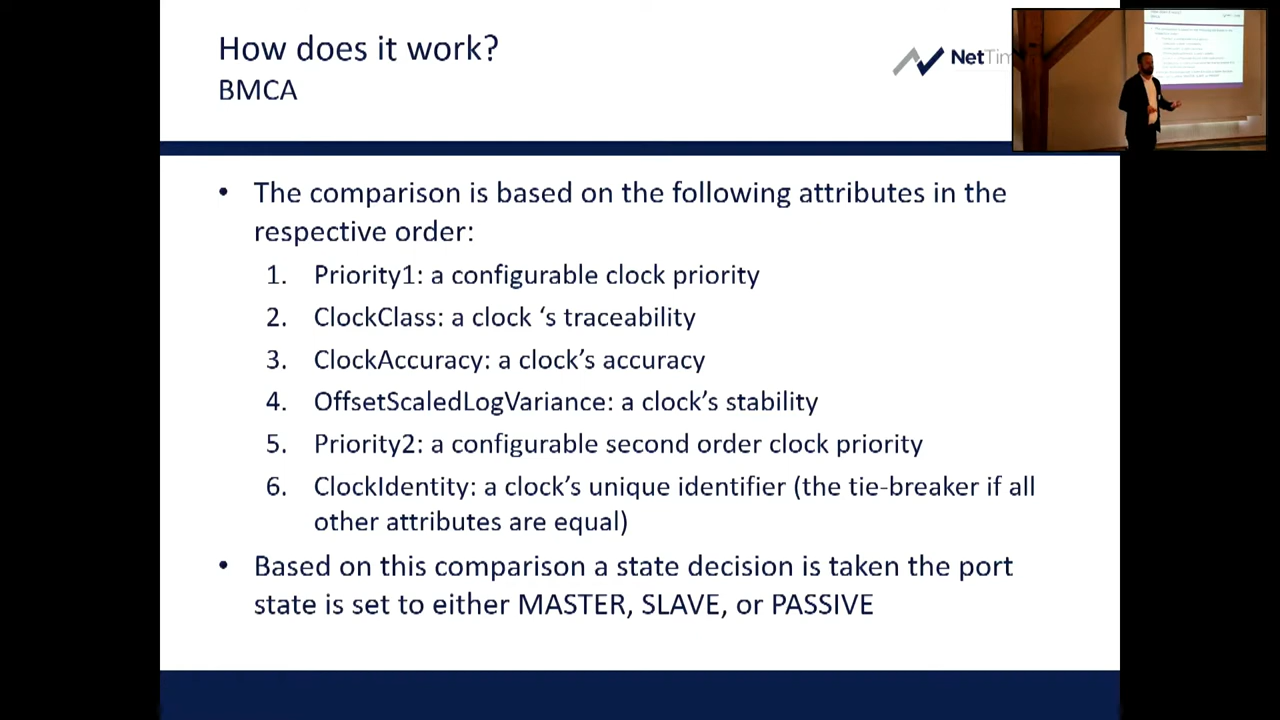 How does it work?
BMCA
NetTim
• The comparison is based on the following attributes in the
respective order:
1. Priority1: a configurable clock priority
2. ClockClass: a clock ‘s traceability
3. ClockAccuracy: a clock’s accuracy
4. OffsetScaledLogVariance: a clock’s stability
5. Priority2: a configurable second order clock priority
6. ClockIdentity: a clock’s unique identifier (the tie-breaker if all
other attributes are equal)
• Based on this comparison a state decision is taken the port
state is set to either MASTER, SLAVE, or PASSIVE